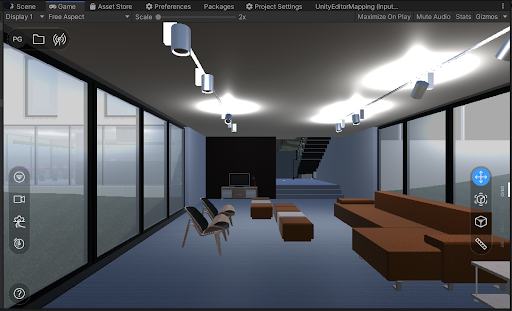 Scene Game Asset Store Preferences Packages Project Settings UnityEditorMapping (Input...
Display 1 Free Aspect Scale 2x Maximize On Play Mute Audio Stats Gizmos
PG